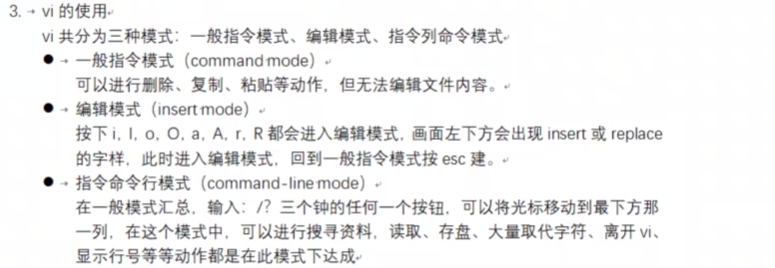 3. vi 的使用
vi 共分为三种模式：一般指令模式、编辑模式、指令列命令模式
● 一般指令模式（command mode）
可以进行删除、复制、粘贴等动作，但无法编辑文件内容。
● 编辑模式（insert mode）
按下 i, I, o, O, a, A, r, R 都会进入编辑模式, 画面左下方会出现 insert 或 replace
的字样，此时进入编辑模式，回到一般指令模式按 esc 建。
● 指令命令行模式（command-line mode）
在一般模式汇总，输入：/？三个钟的任何一个按钮，可以将光标移动到最下方那
一列，在这个模式中，可以进行搜寻资料，读取、存盘、大量取代字符、离开 vi、
显示行号等等动作都是在此模式下达成